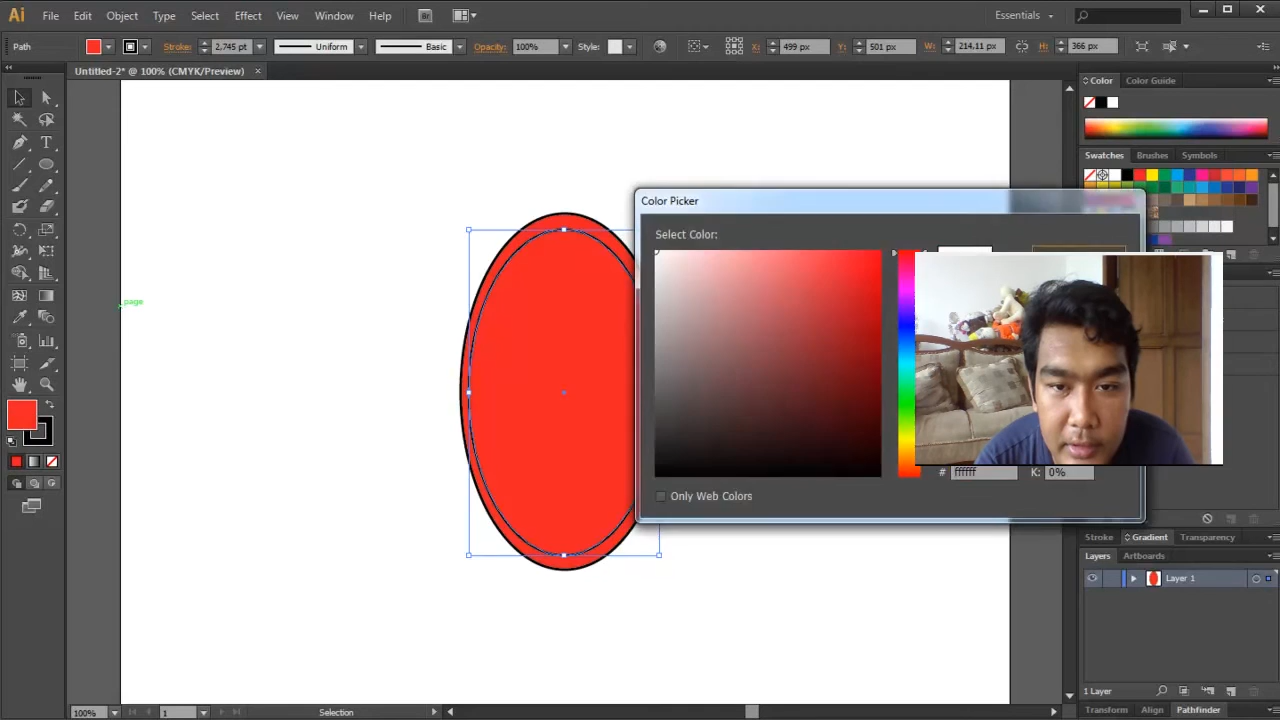 Ai File Edit Object Type Select Effect View Window Help Br Essentials
Path Stroke: 2,745 pt Uniform Basic Opacity: 100% Style: X: 499 px Y: 501 px W: 214,11 px H: 366 px
Untitled-2* @ 100% (CMYK/Preview) ×
Color Color Guide
Swatches Brushes Symbols
Color Picker
Select Color:
page
# ffffff K: 0%
Only Web Colors
Stroke Gradient Transparency
Layers Artboards
Layer 1
1 Layer
100% 1 Selection
Transform Align Pathfinder